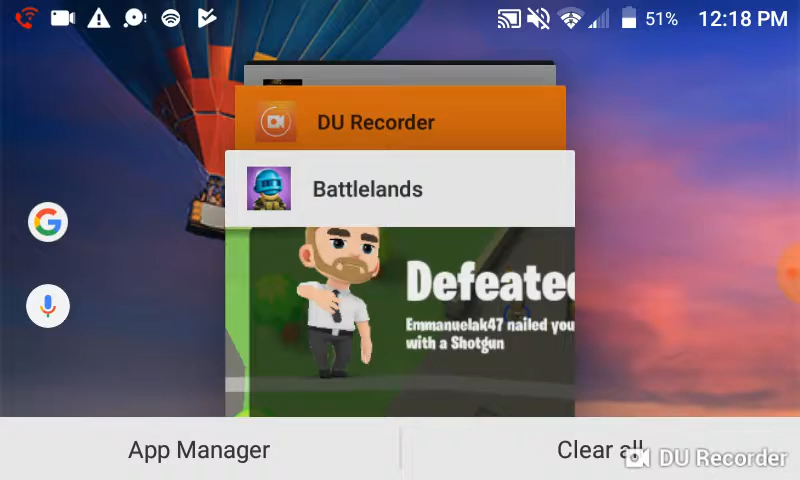 51% 12:18 PM
DU Recorder
Battlelands
Defeated
Emmanuelak47 nailed you
with a Shotgun
App Manager
Clear all
DU Recorder